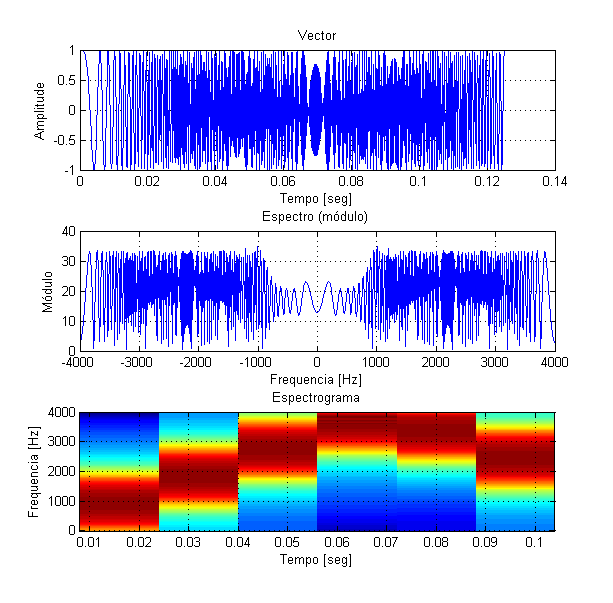 Vector
Amplitude
1
0.5
0
-0.5
-1
0 0.02 0.04 0.06 0.08 0.1 0.12 0.14
Tempo [seg]
Espectro (módulo)
Módulo
40
30
20
10
0
-4000 -3000 -2000 -1000 0 1000 2000 3000 4000
Frequencia [Hz]
Espectrograma
Frequencia [Hz]
4000
3000
2000
1000
0
0.01 0.02 0.03 0.04 0.05 0.06 0.07 0.08 0.09 0.1
Tempo [seg]